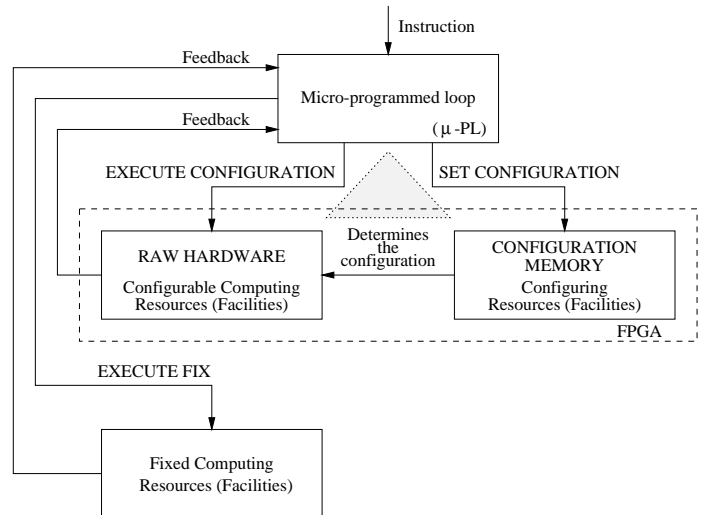 Instruction
Feedback
Micro-programmed loop
(μ-PL)
Feedback
EXECUTE CONFIGURATION
SET CONFIGURATION
RAW HARDWARE
Configurable Computing
Resources (Facilities)
Determines
the
configuration
CONFIGURATION
MEMORY
Configuring
Resources (Facilities)
FPGA
EXECUTE FIX
Fixed Computing
Resources (Facilities)